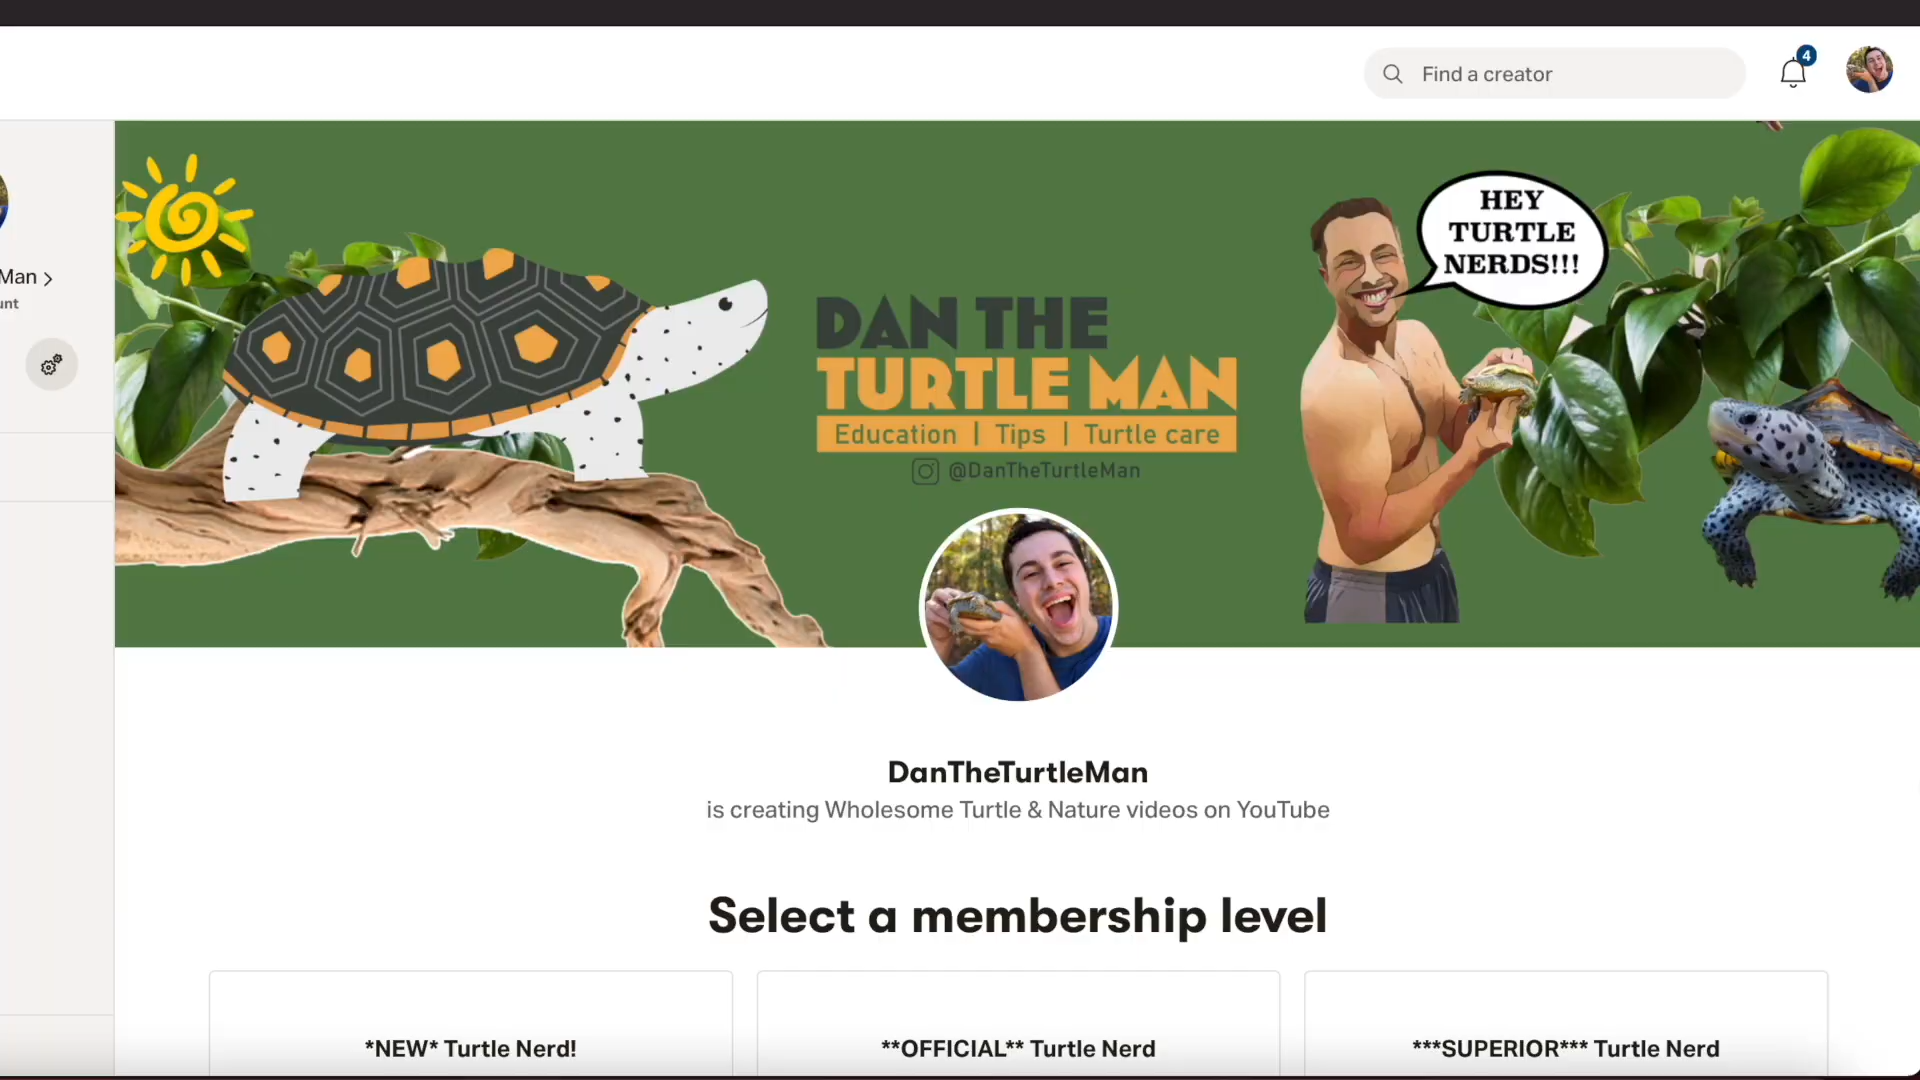 Find a creator
4
Man
unt
HEY
TURTLE
NERDS!!!
DAN THE
TURTLE MAN
Education | Tips | Turtle care
@DanTheTurtleMan
DanTheTurtleMan
is creating Wholesome Turtle & Nature videos on YouTube
Select a membership level
*NEW* Turtle Nerd!
**OFFICIAL** Turtle Nerd
***SUPERIOR*** Turtle Nerd